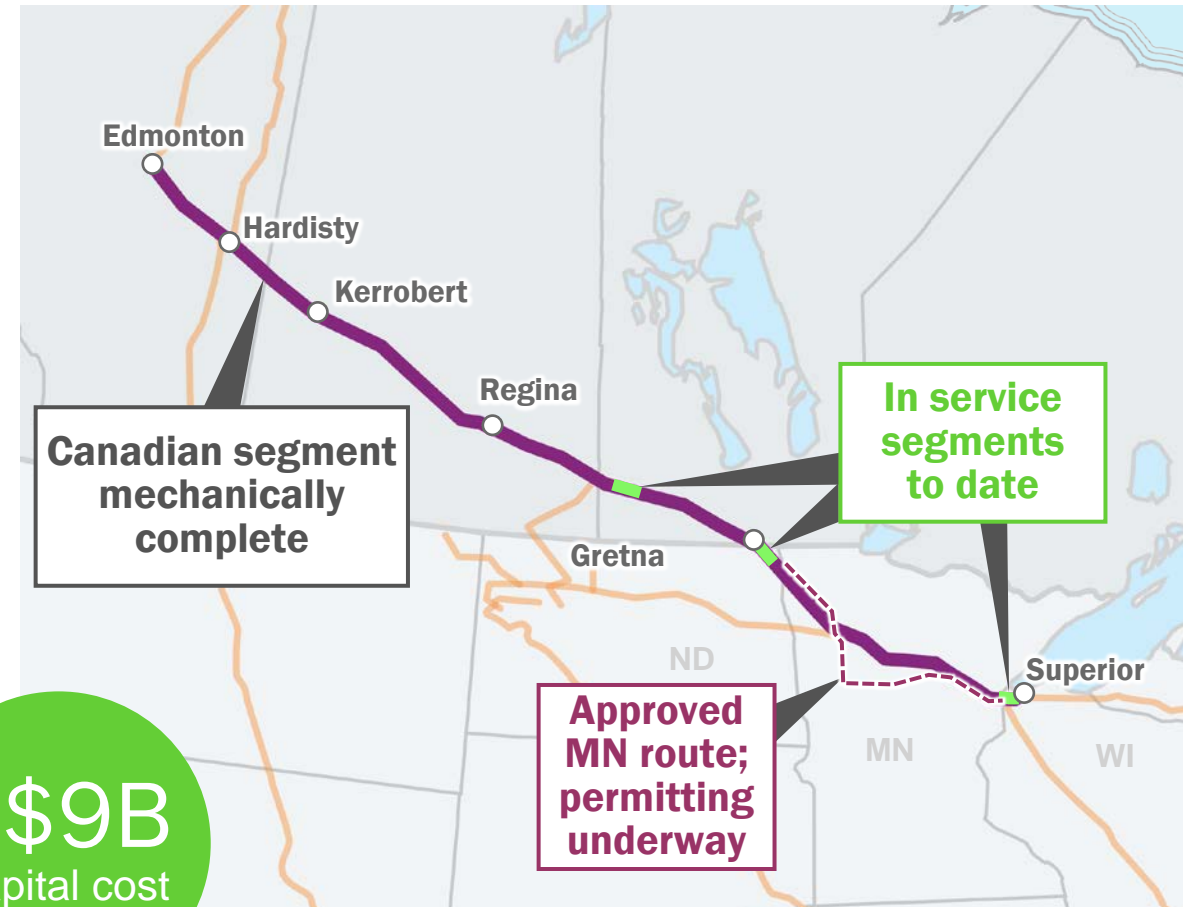 Edmonton
Hardisty
Kerrobert
Regina
Canadian segment
mechanically
complete
In service
segments
to date
Gretna
ND
Superior
Approved
MN route;
permitting
underway
MN
WI
$9B
pital cost